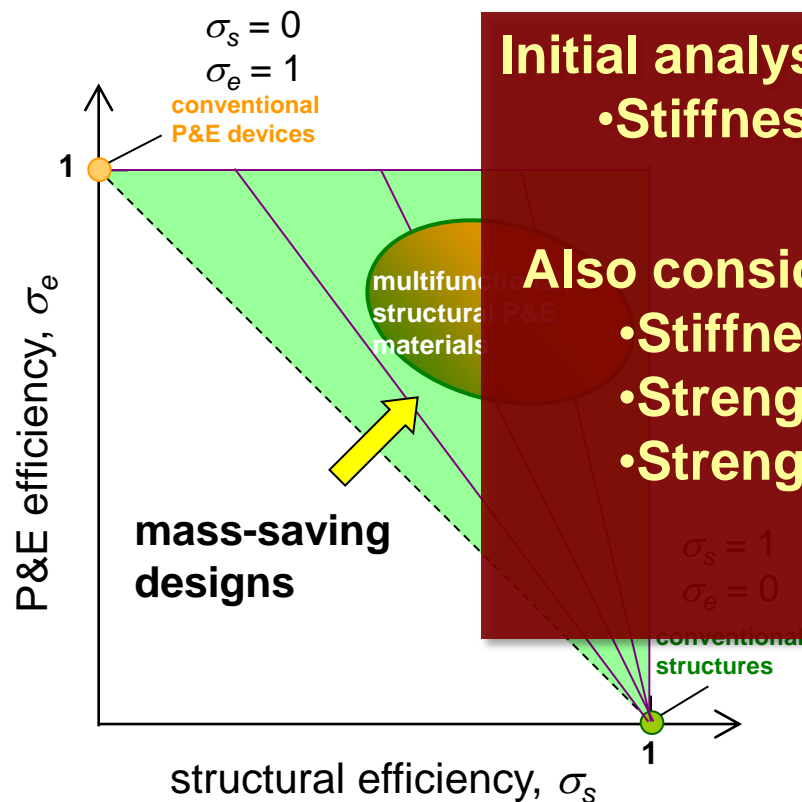 σs = 0
σe = 1
conventional
P&E devices
1
Initial analys
•Stiffnes
Also consid
•Stiffne
•Streng
•Streng
multifunctional
structural P&E
materials
P&E efficiency, σe
mass-saving
designs
σs = 1
σe = 0
conventional
structures
1
structural efficiency, σs